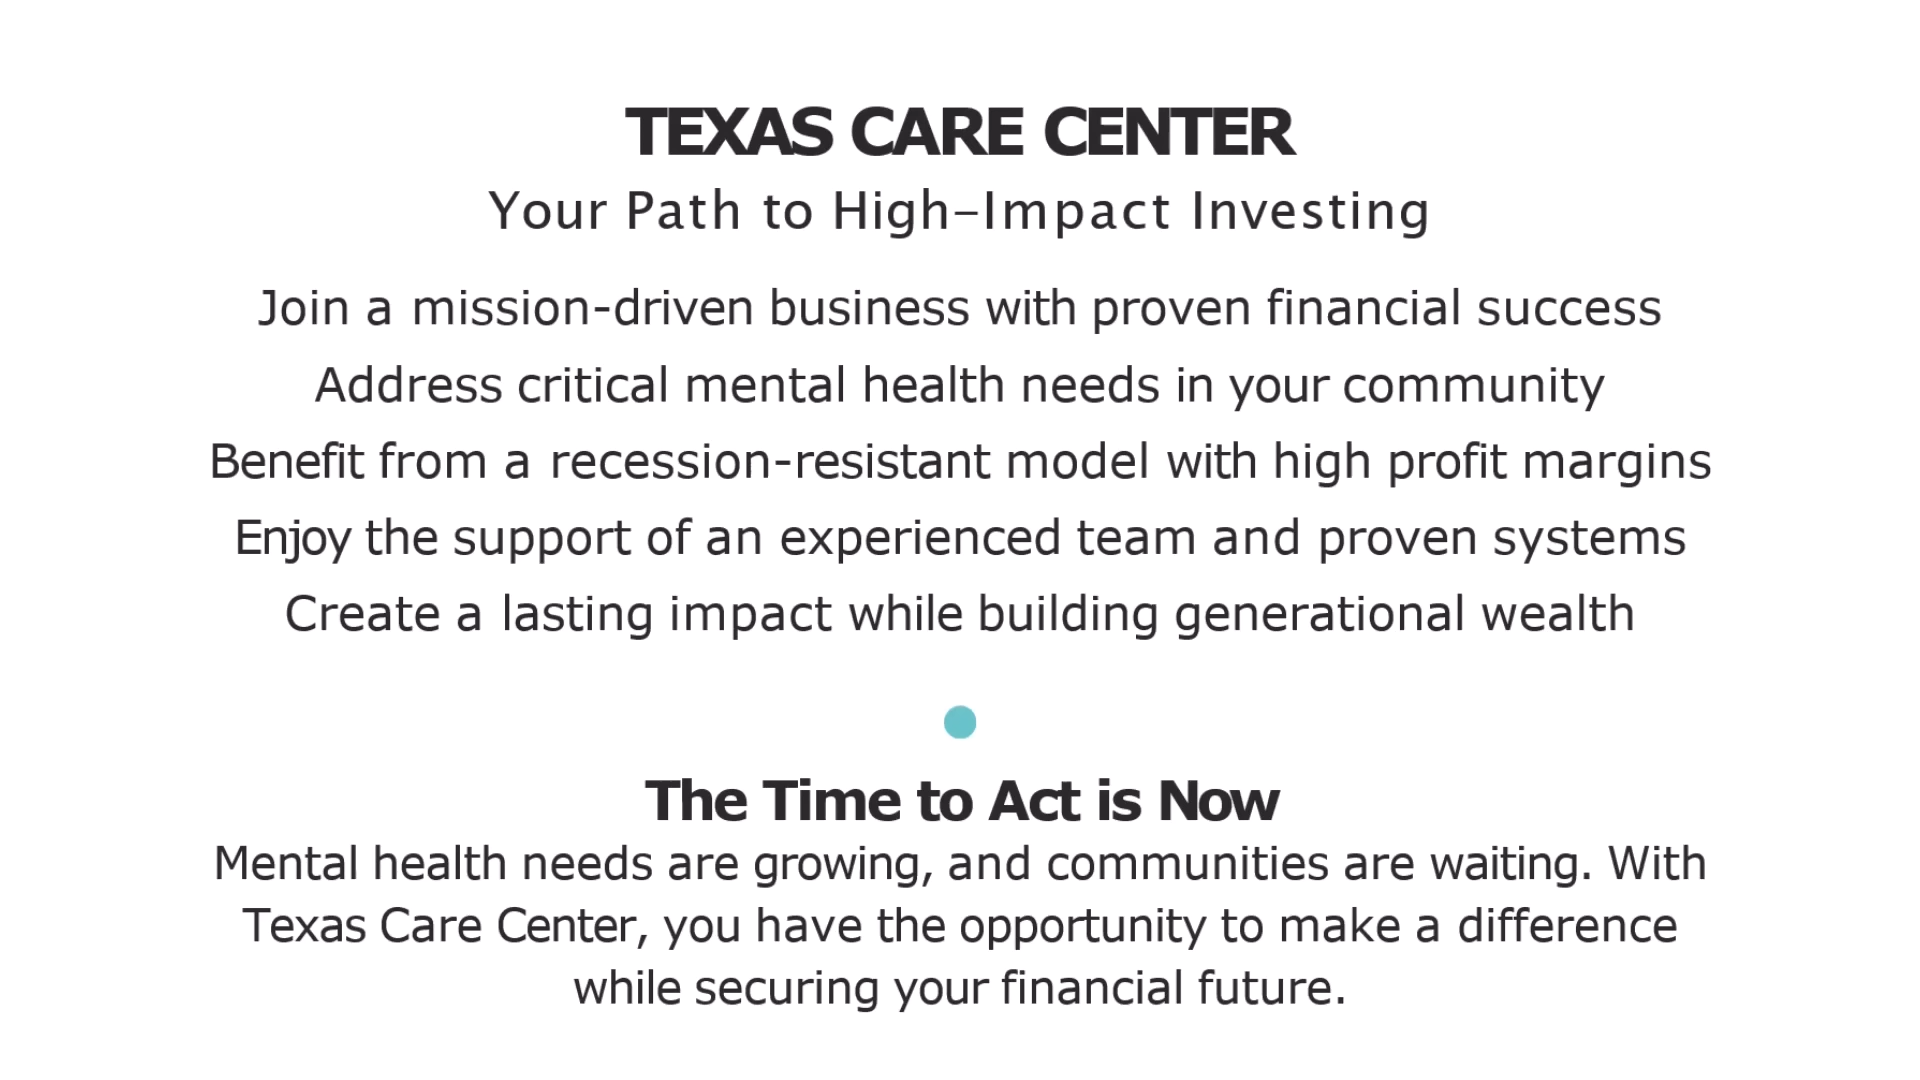 TEXAS CARE CENTER
Your Path to High-Impact Investing
Join a mission-driven business with proven financial success
Address critical mental health needs in your community
Benefit from a recession-resistant model with high profit margins
Enjoy the support of an experienced team and proven systems
Create a lasting impact while building generational wealth
The Time to Act is Now
Mental health needs are growing, and communities are waiting. With
Texas Care Center, you have the opportunity to make a difference
while securing your financial future.